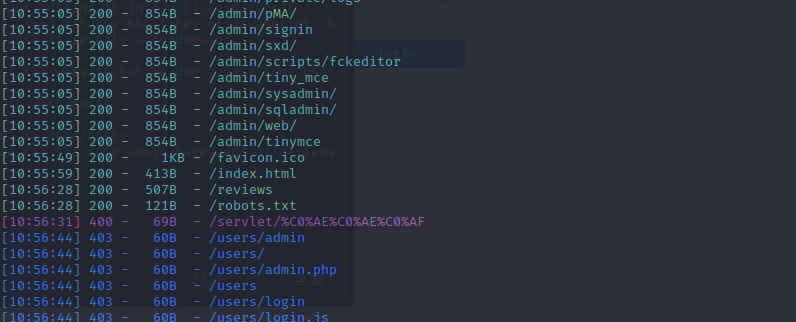 /admin/private/logs
[10:55:05] 200 - 854B - /admin/pMA/
[10:55:05] 200 - 854B - /admin/signin
[10:55:05] 200 - 854B - /admin/sxd/
[10:55:05] 200 - 854B - /admin/scripts/fckeditor
[10:55:05] 200 - 854B - /admin/tiny_mce
[10:55:05] 200 - 854B - /admin/sysadmin/
[10:55:05] 200 - 854B - /admin/sqladmin/
[10:55:05] 200 - 854B - /admin/web/
[10:55:05] 200 - 854B - /admin/tinymce
[10:55:49] 200 - 1KB - /favicon.ico
[10:55:59] 200 - 413B - /index.html
[10:56:28] 200 - 507B - /reviews
[10:56:28] 200 - 121B - /robots.txt
[10:56:31] 400 - 69B - /servlet/%C0%AE%C0%AE%C0%AF
[10:56:44] 403 - 60B - /users/admin
[10:56:44] 403 - 60B - /users/
[10:56:44] 403 - 60B - /users/admin.php
[10:56:44] 403 - 60B - /users
[10:56:44] 403 - 60B - /users/login
[10:56:44] 403 - 60B - /users/login.js